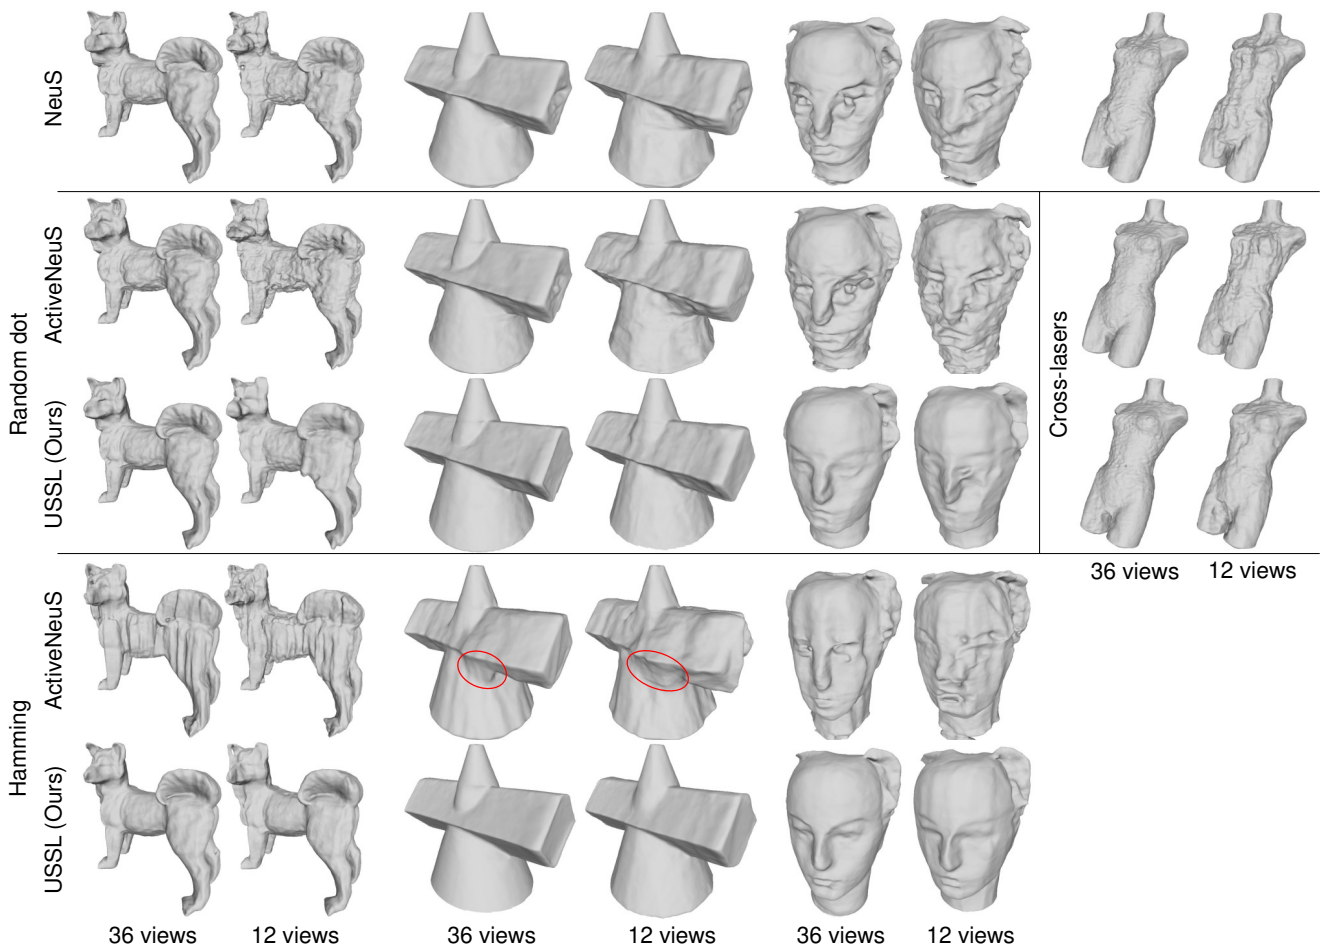 NeuS
Random dot
ActiveNeuS
USSL (Ours)
Cross-lasers
36 views 12 views
Hamming
ActiveNeuS
USSL (Ours)
36 views 12 views 36 views 12 views 36 views 12 views